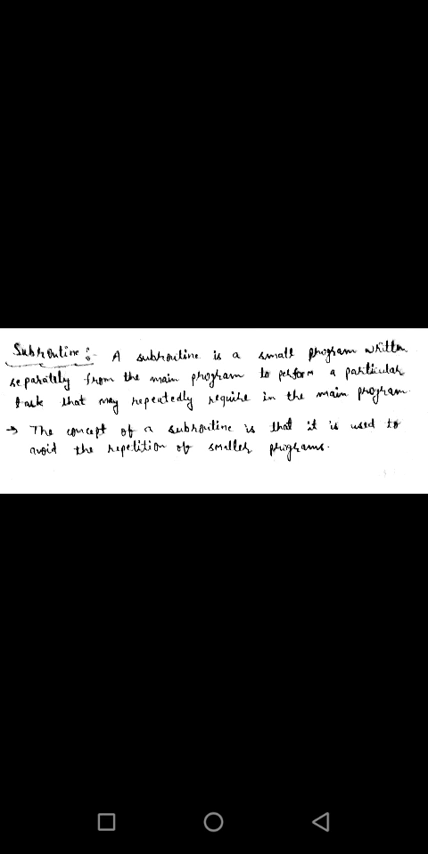 Subroutine :- A subroutine is a small program written
separately from the main program to perform a particular
task that may repeatedly require in the main program.
→ The concept of a subroutine is that it is used to
avoid the repetition of smaller programs.